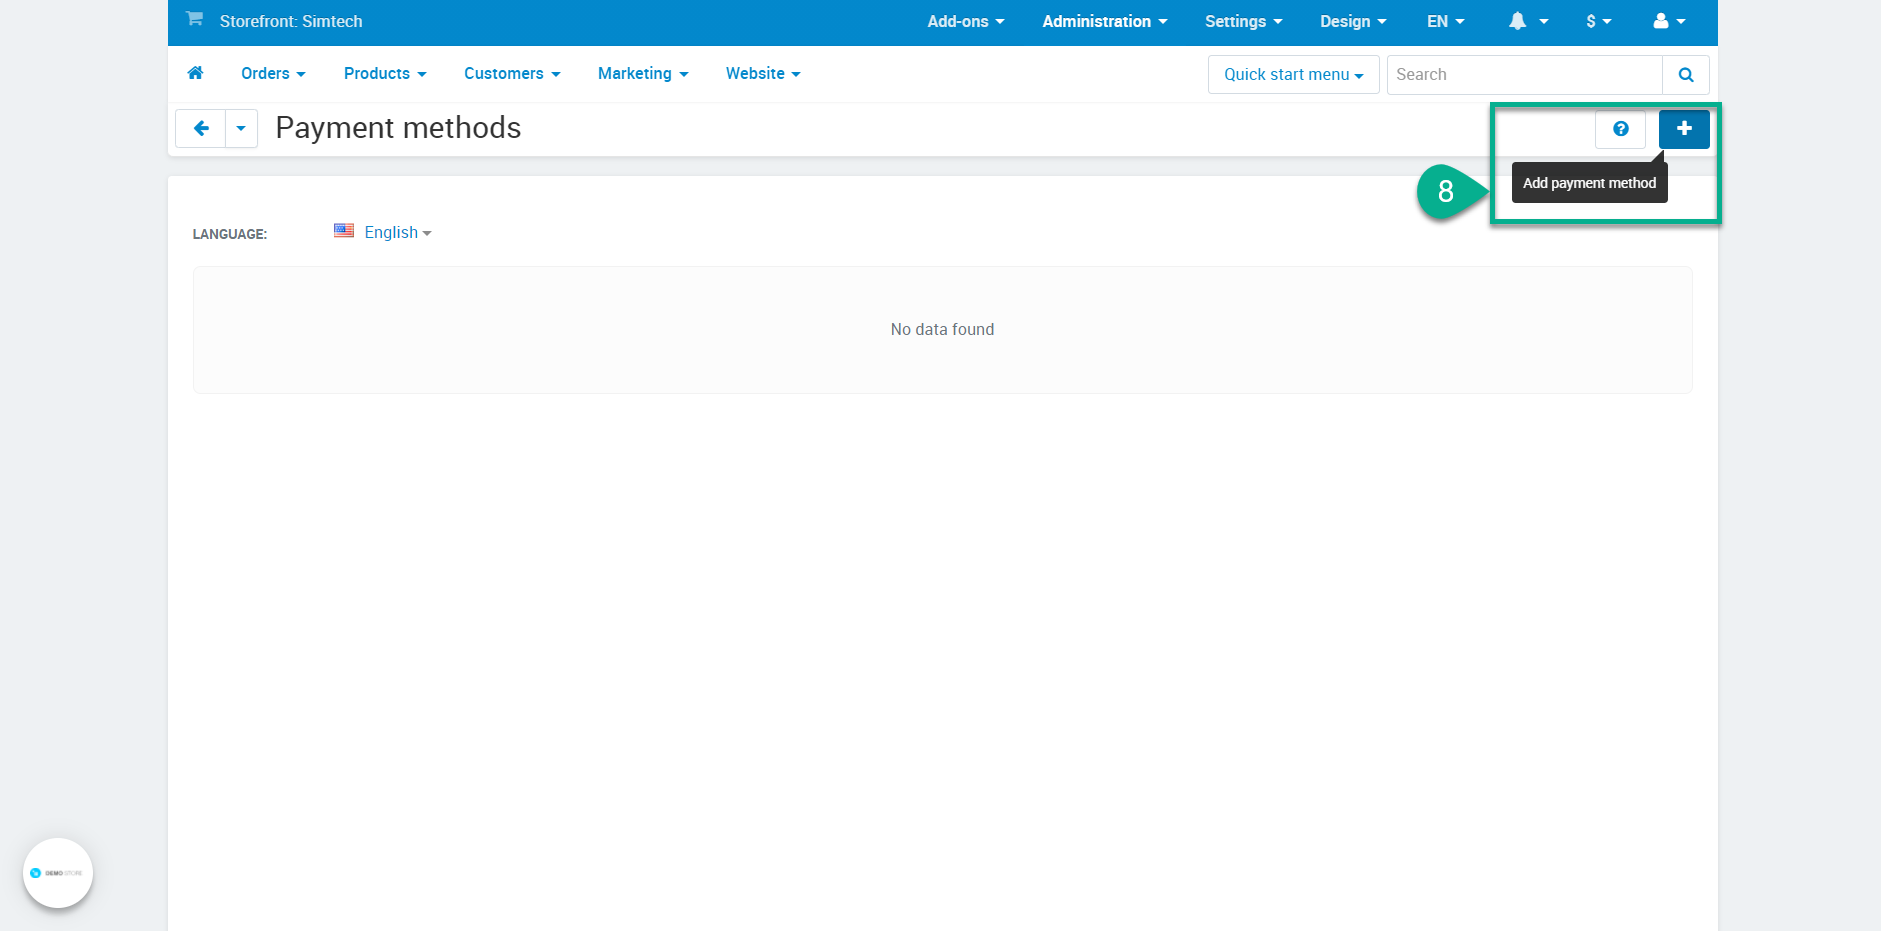 Storefront: Simtech Add-ons Administration Settings Design EN $
Orders Products Customers Marketing Website Quick start menu Search
Payment methods
Add payment method
8
LANGUAGE: English
No data found
DEMO STORE